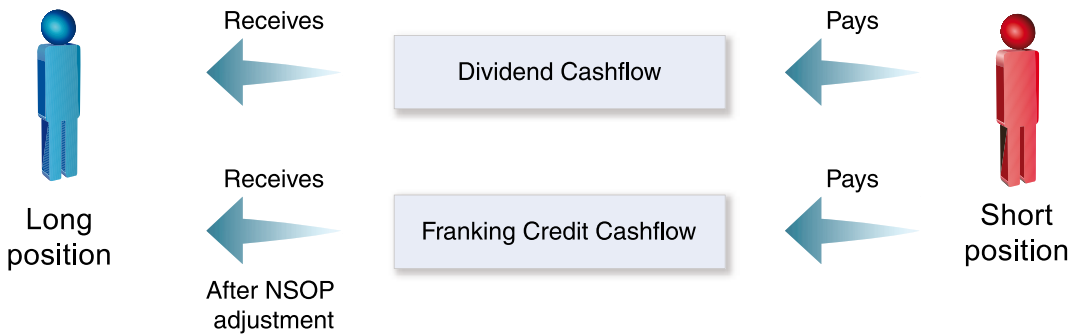 Receives
Pays
Dividend Cashflow
Receives
Pays
Long
position
Franking Credit Cashflow
Short
position
After NSOP
adjustment